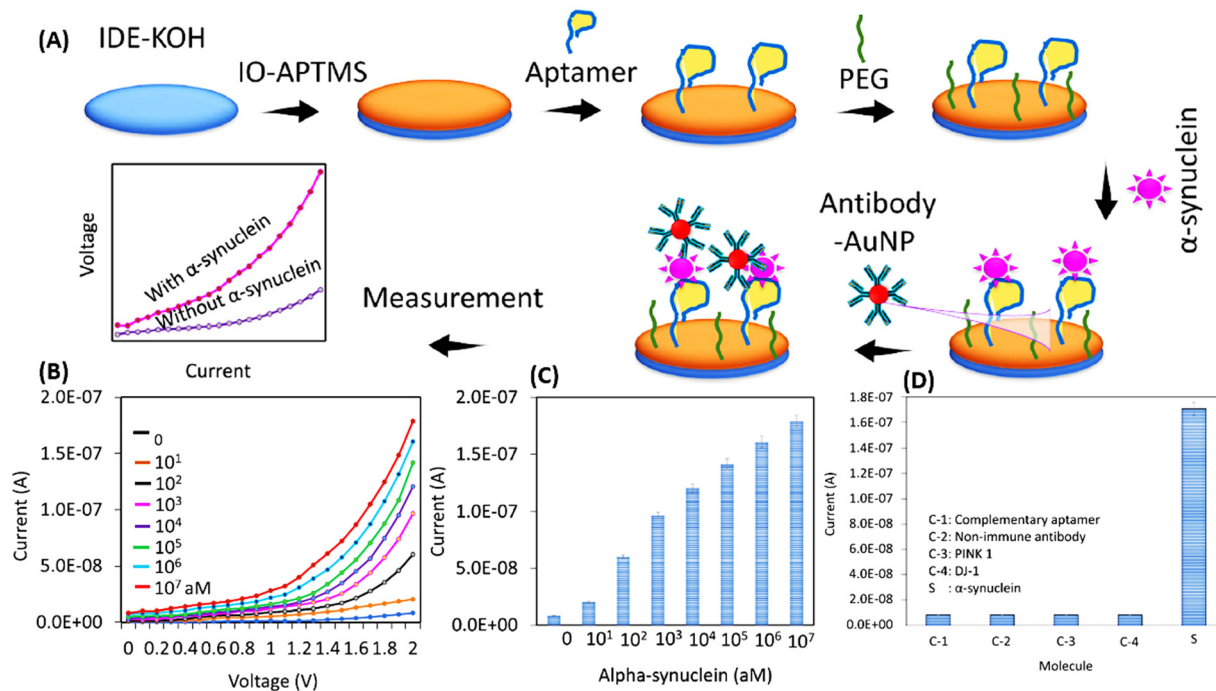 (A)
IDE-KOH
IO-APTMS
Aptamer
PEG
α-synuclein
Antibody
-AuNP
Measurement
Voltage
With α-synuclein
Without α-synuclein
Current
(B)
Current (A)
2.0E-07
1.5E-07
1.0E-07
5.0E-08
0.0E+00
0
10¹
10²
10³
10⁴
10⁵
10⁶
10⁷ aM
0 0.2 0.4 0.6 0.8 1 1.2 1.4 1.6 1.8 2
Voltage (V)
(C)
Current (A)
2.0E-07
1.5E-07
1.0E-07
5.0E-08
0.0E+00
0 10¹ 10² 10³ 10⁴ 10⁵ 10⁶ 10⁷
Alpha-synuclein (aM)
(D)
Current (A)
1.8E-07
1.6E-07
1.4E-07
1.2E-07
1.0E-07
8.0E-08
6.0E-08
4.0E-08
2.0E-08
0.0E+00
C-1: Complementary aptamer
C-2: Non-immune antibody
C-3: PINK 1
C-4: DJ-1
S : α-synuclein
C-1 C-2 C-3 C-4 S
Molecule